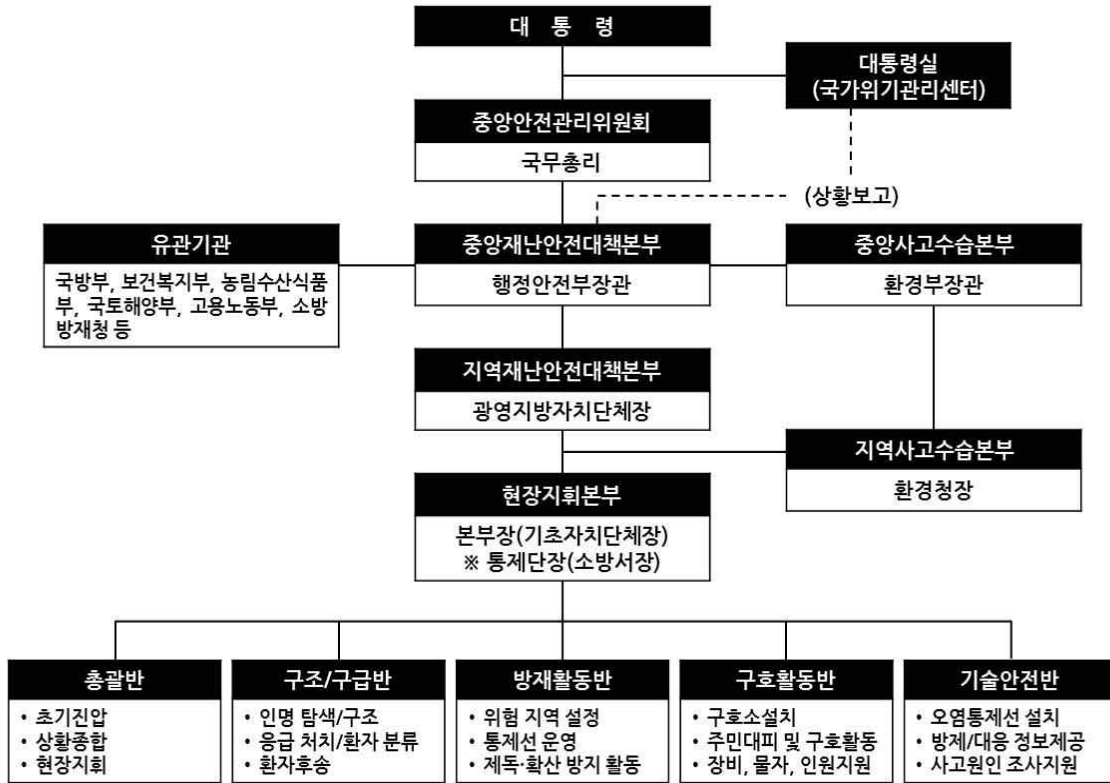 대 통 령
대통령실
(국가위기관리센터)
중앙안전관리위원회
국무총리
(상황보고)
유관기관
국방부, 보건복지부, 농림수산식품
부, 국토해양부, 고용노동부, 소방
방재청 등
중앙재난안전대책본부
행정안전부장관
중앙사고수습본부
환경부장관
지역재난안전대책본부
광영지방자치단체장
지역사고수습본부
환경청장
현장지휘본부
본부장(기초자치단체장)
※ 통제단장(소방서장)
총괄반
• 초기진압
• 상황종합
• 현장지휘
구조/구급반
• 인명 탐색/구조
• 응급 처치/환자 분류
• 환자후송
방재활동반
• 위험 지역 설정
• 통제선 운영
• 제독·확산 방지 활동
구호활동반
• 구호소설치
• 주민대피 및 구호활동
• 장비, 물자, 인원지원
기술안전반
• 오염통제선 설치
• 방제/대응 정보제공
• 사고원인 조사지원